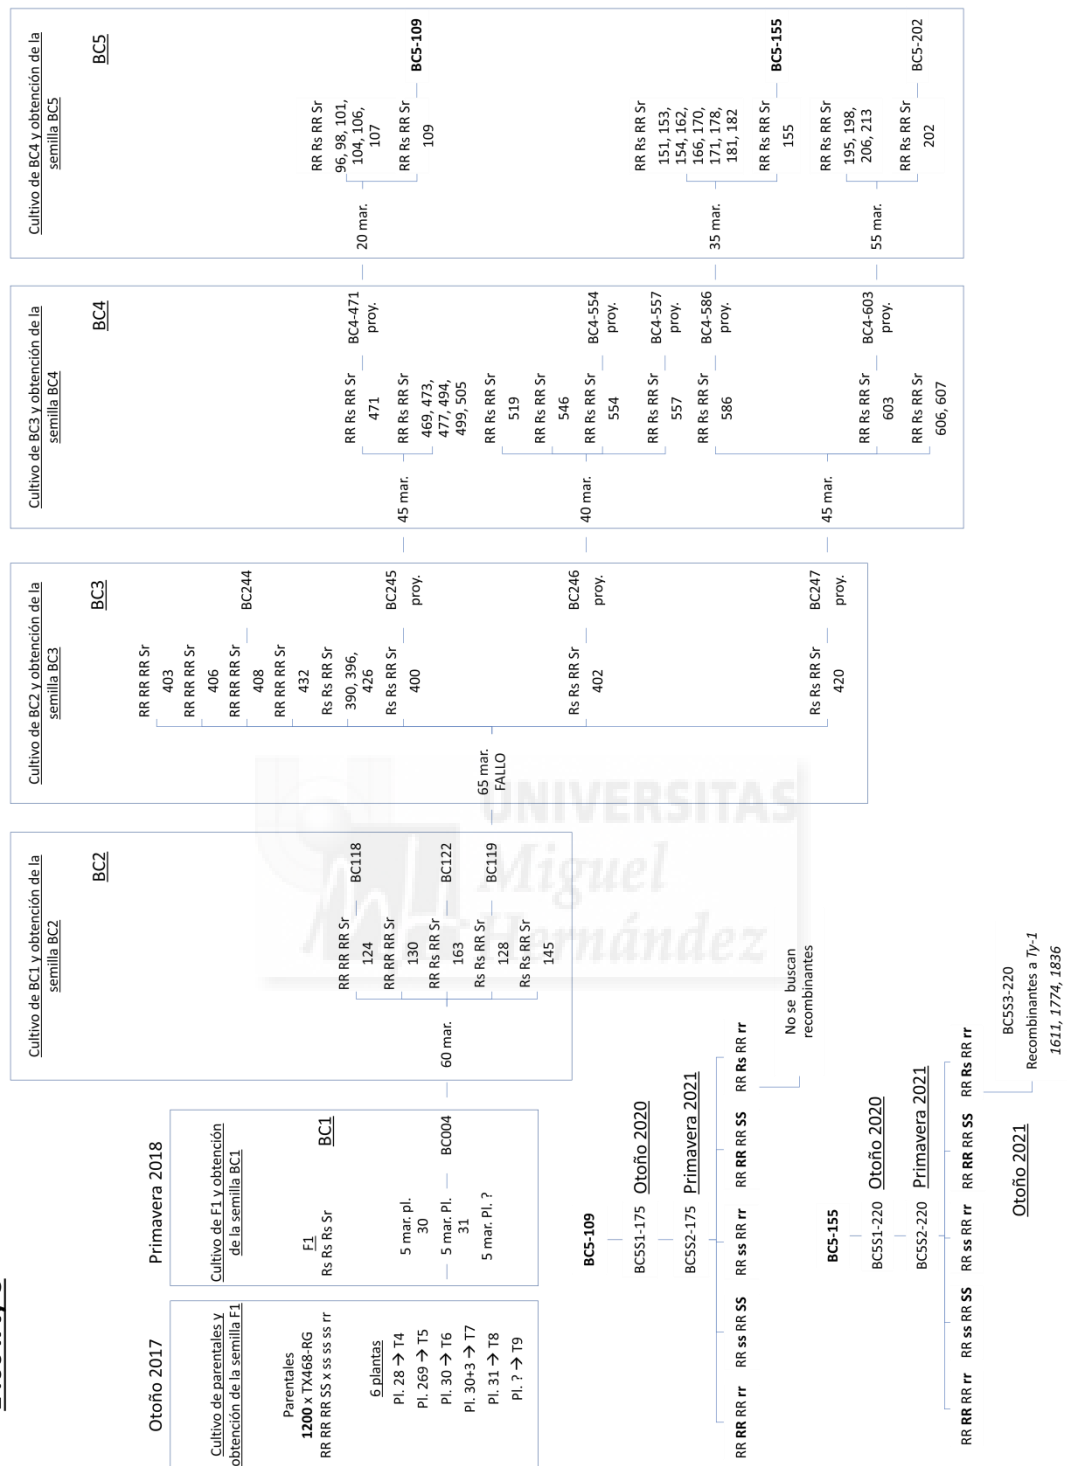 Otoño 2017
Cultivo de parentales y
obtención de la semilla F1
Parentales
1200 x TX468-RG
RR RR RR SS x ss ss ss rr
6 plantas
Pl. 28 → T4
Pl. 269 → T5
Pl. 30 → T6
Pl. 30+3 → T7
Pl. 31 → T8
Pl. ? → T9
Primavera 2018
Cultivo de F1 y obtención
de la semilla BC1
BC1
F1
Rs Rs Rs Sr
5 mar. pl.
30
5 mar. Pl.
31
5 mar. Pl. ?
BC004
Cultivo de BC1 y obtención de la
semilla BC2
BC2
60 mar.
RR RR RR Sr
124
RR RR RR Sr
130
RR Rs RR Sr
163
Rs Rs RR Sr
128
Rs Rs RR Sr
145
BC118
BC122
BC119
Cultivo de BC2 y obtención de la
semilla BC3
BC3
65 mar.
FALLO
RR RR RR Sr
403
RR RR RR Sr
406
RR RR RR Sr
408
RR RR RR Sr
432
Rs Rs RR Sr
390, 396,
426
Rs Rs RR Sr
400
Rs Rs RR Sr
402
Rs Rs RR Sr
420
BC244
BC245
proy.
BC246
proy.
BC247
proy.
Cultivo de BC3 y obtención de la
semilla BC4
BC4
45 mar.
40 mar.
45 mar.
RR Rs RR Sr
471
RR Rs RR Sr
469, 473,
477, 494,
499, 505
RR Rs RR Sr
519
RR Rs RR Sr
546
RR Rs RR Sr
554
RR Rs RR Sr
557
RR Rs RR Sr
586
RR Rs RR Sr
603
RR Rs RR Sr
606, 607
BC4-471
proy.
BC4-554
proy.
BC4-557
proy.
BC4-586
proy.
BC4-603
proy.
Cultivo de BC4 y obtención de la
semilla BC5
BC5
20 mar.
35 mar.
55 mar.
RR Rs RR Sr
96, 98, 101,
104, 106,
107
RR Rs RR Sr
109
RR Rs RR Sr
151, 153,
154, 162,
166, 170,
171, 178,
181, 182
RR Rs RR Sr
155
RR Rs RR Sr
195, 198,
206, 213
RR Rs RR Sr
202
BC5-109
BC5-155
BC5-202
BC5-109
BC5S1-175 Otoño 2020
BC5S2-175 Primavera 2021
RR RR RR rr RR ss RR SS RR ss RR rr RR RR RR SS RR Rs RR rr
No se buscan
recombinantes
BC5-155
BC5S1-220 Otoño 2020
BC5S2-220 Primavera 2021
RR RR RR rr RR ss RR SS RR ss RR rr RR RR RR SS RR Rs RR rr
Otoño 2021
BC5S3-220
Recombinantes a Ty-1
1611, 1774, 1836
UNIVERSITAS
Miguel
Hernández